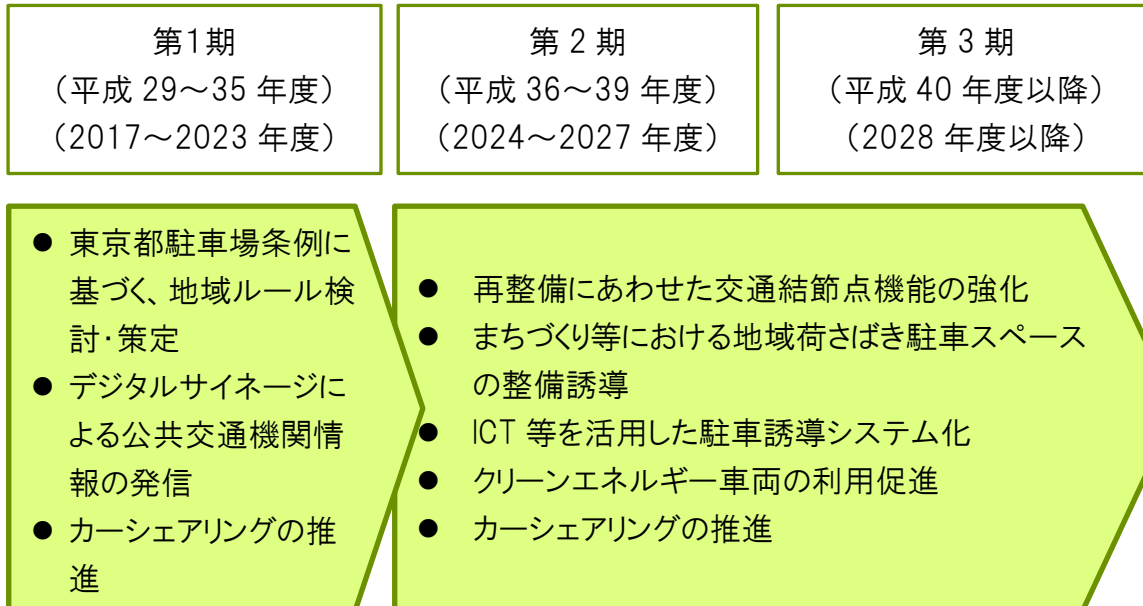 第1期
（平成 29～35 年度）
（2017～2023 年度）
第 2 期
（平成 36～39 年度）
（2024～2027 年度）
第 3 期
（平成 40 年度以降）
（2028 年度以降）
● 東京都駐車場条例に
基づく、地域ルール検
討・策定
● デジタルサイネージに
よる公共交通機関情
報の発信
● カーシェアリングの推
進
● 再整備にあわせた交通結節点機能の強化
● まちづくり等における地域荷さばき駐車スペース
の整備誘導
● ICT 等を活用した駐車誘導システム化
● クリーンエネルギー車両の利用促進
● カーシェアリングの推進